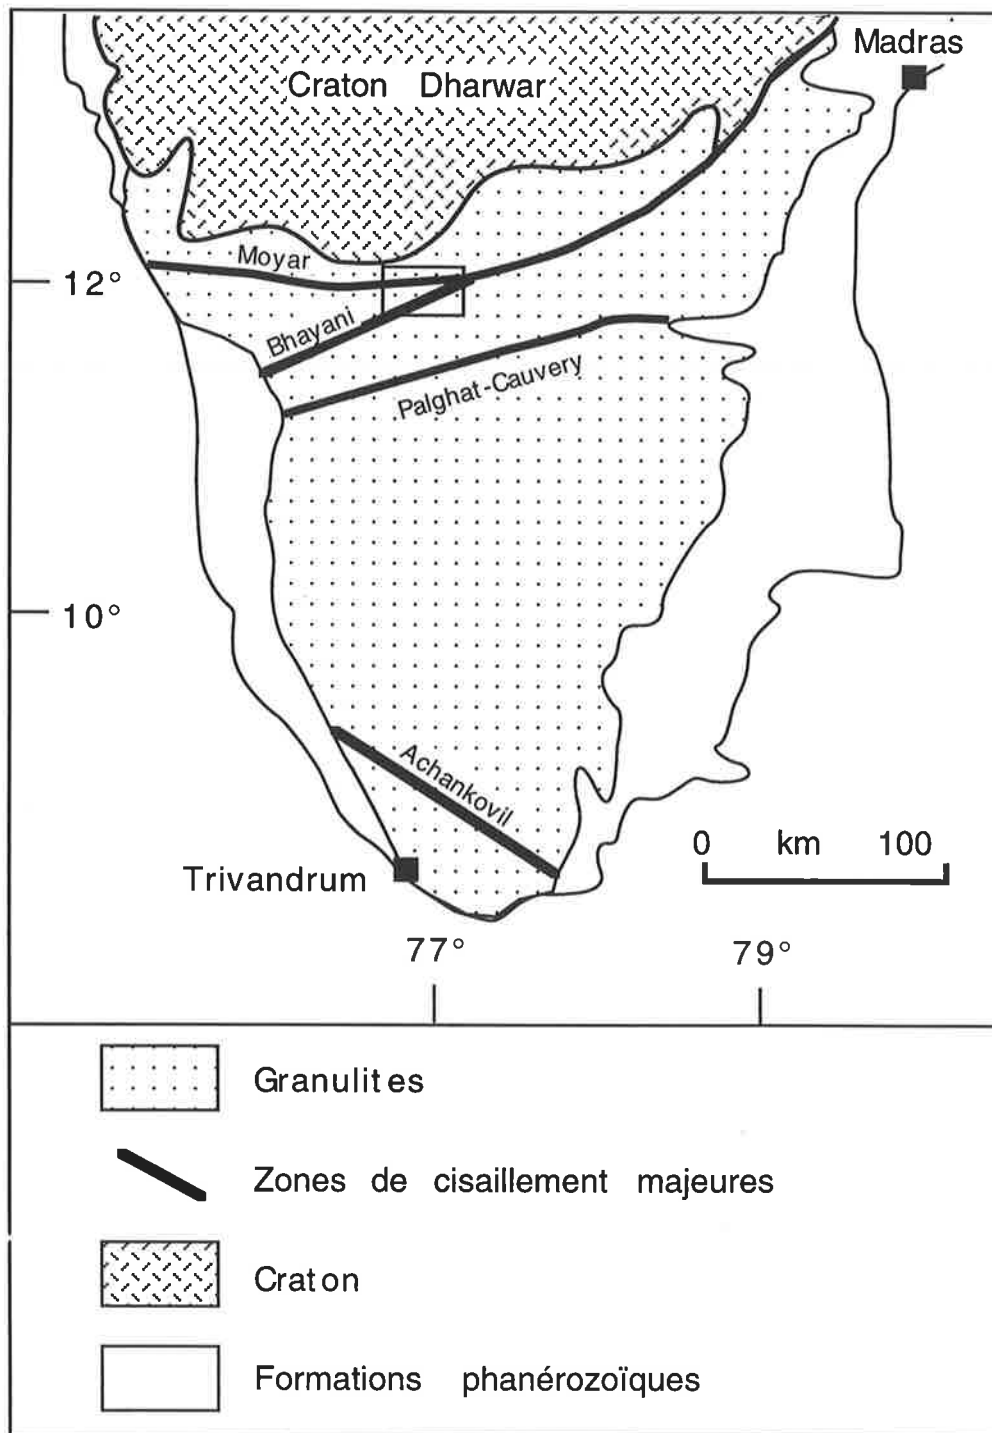 Madras
Craton Dharwar
Moyar
12°
Bhavani
Palghat-Cauvery
10°
Achankovil
0 km 100
Trivandrum
77° 79°
Granulites
Zones de cisaillement majeures
Craton
Formations phanérozoïques